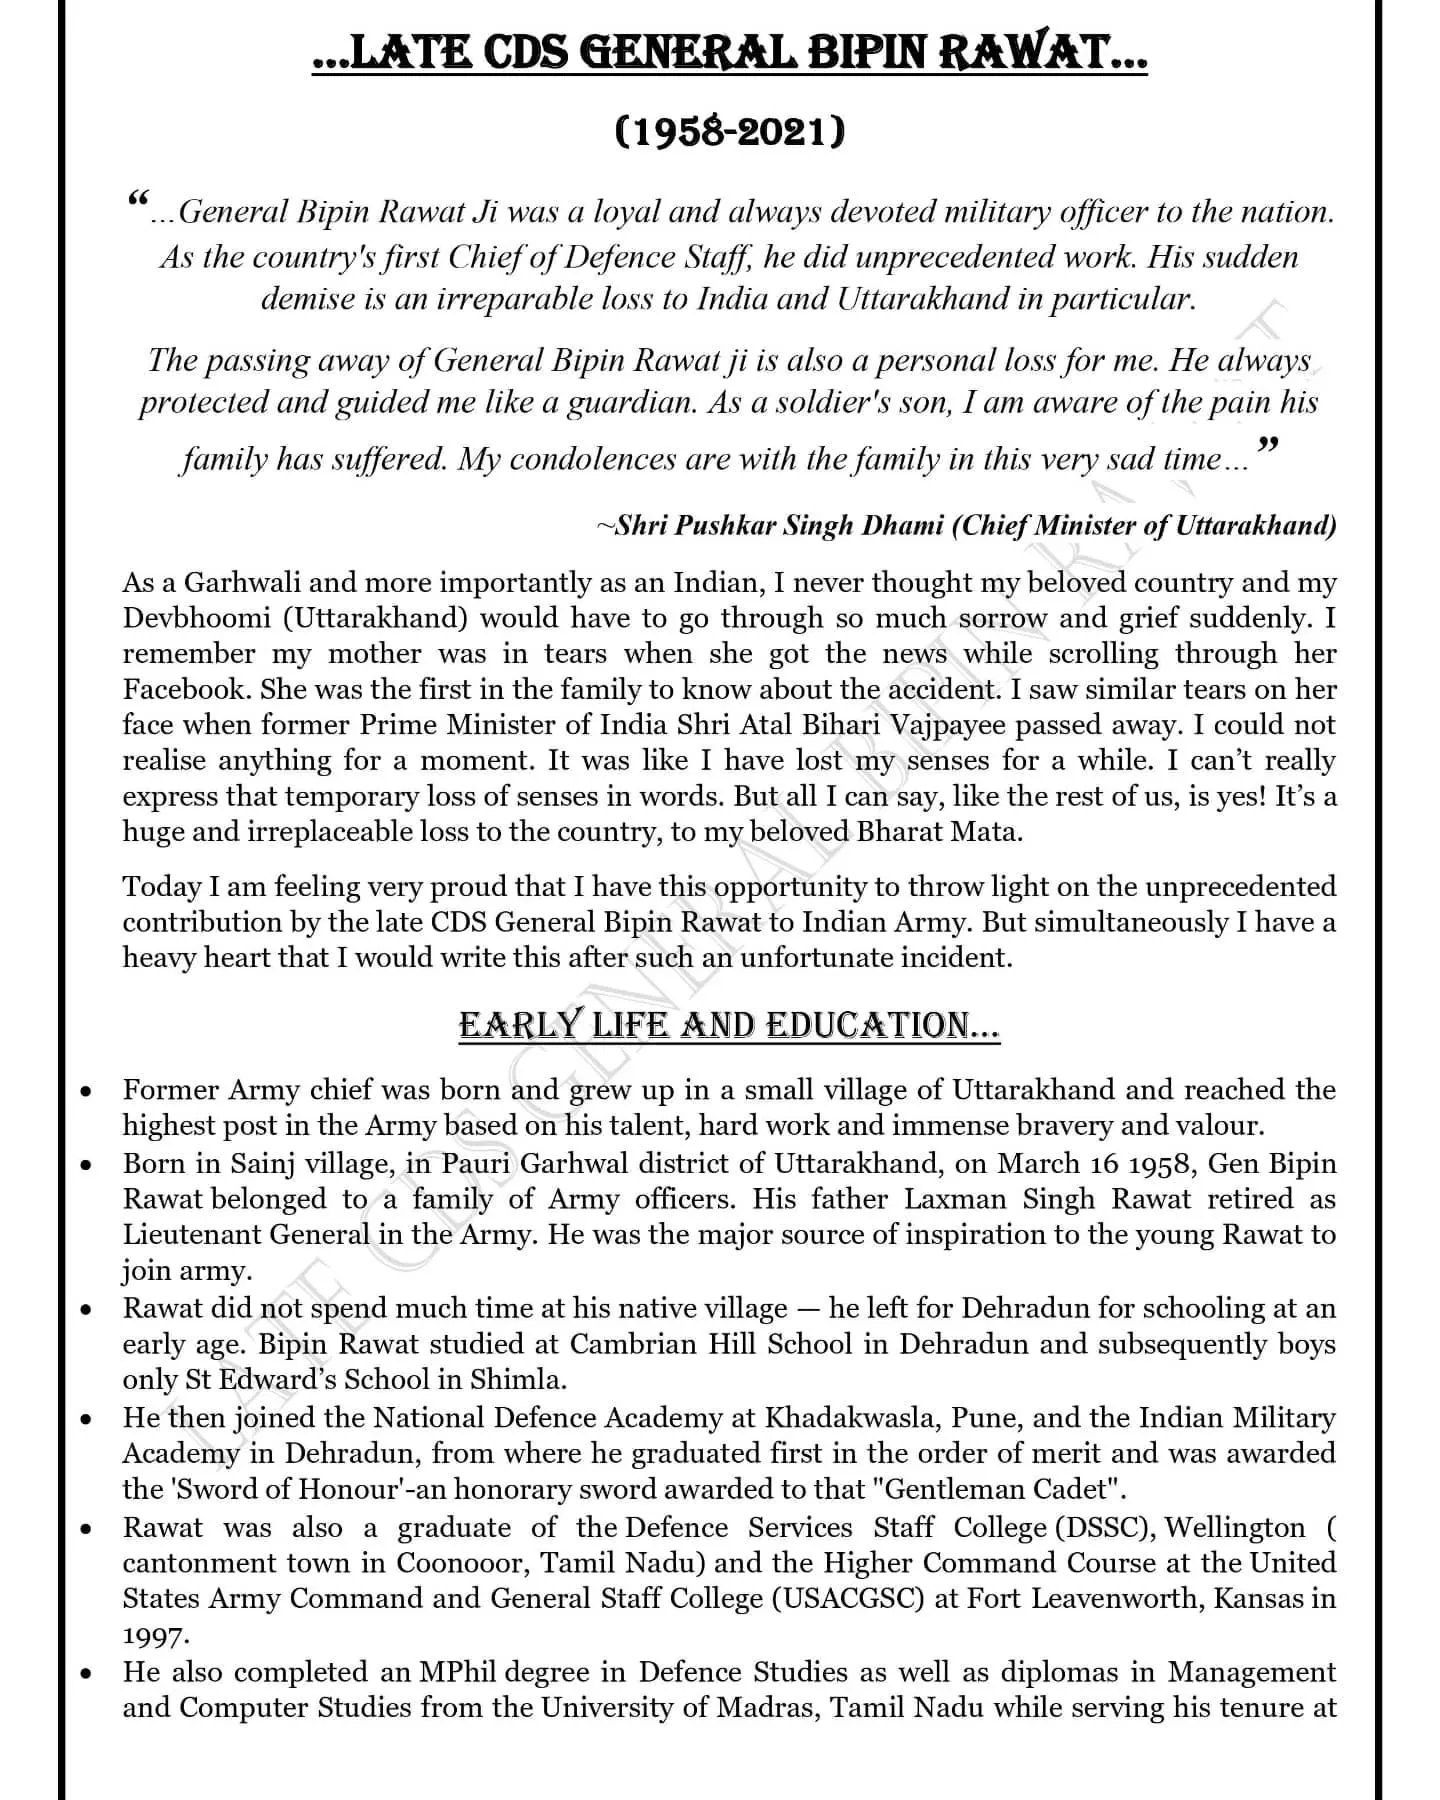 ...LATE CDS GENERAL BIPIN RAWAT...
(1958-2021)
“...General Bipin Rawat Ji was a loyal and always devoted military officer to the nation.
As the country's first Chief of Defence Staff, he did unprecedented work. His sudden
demise is an irreparable loss to India and Uttarakhand in particular.
The passing away of General Bipin Rawat ji is also a personal loss for me. He always
protected and guided me like a guardian. As a soldier's son, I am aware of the pain his
family has suffered. My condolences are with the family in this very sad time...”
~Shri Pushkar Singh Dhami (Chief Minister of Uttarakhand)
As a Garhwali and more importantly as an Indian, I never thought my beloved country and my
Devbhoomi (Uttarakhand) would have to go through so much sorrow and grief suddenly. I
remember my mother was in tears when she got the news while scrolling through her
Facebook. She was the first in the family to know about the accident. I saw similar tears on her
face when former Prime Minister of India Shri Atal Bihari Vajpayee passed away. I could not
realise anything for a moment. It was like I have lost my senses for a while. I can’t really
express that temporary loss of senses in words. But all I can say, like the rest of us, is yes! It’s a
huge and irreplaceable loss to the country, to my beloved Bharat Mata.
Today I am feeling very proud that I have this opportunity to throw light on the unprecedented
contribution by the late CDS General Bipin Rawat to Indian Army. But simultaneously I have a
heavy heart that I would write this after such an unfortunate incident.
EARLY LIFE AND EDUCATION...
• Former Army chief was born and grew up in a small village of Uttarakhand and reached the
highest post in the Army based on his talent, hard work and immense bravery and valour.
• Born in Sainj village, in Pauri Garhwal district of Uttarakhand, on March 16 1958, Gen Bipin
Rawat belonged to a family of Army officers. His father Laxman Singh Rawat retired as
Lieutenant General in the Army. He was the major source of inspiration to the young Rawat to
join army.
• Rawat did not spend much time at his native village — he left for Dehradun for schooling at an
early age. Bipin Rawat studied at Cambrian Hill School in Dehradun and subsequently boys
only St Edward’s School in Shimla.
• He then joined the National Defence Academy at Khadakwasla, Pune, and the Indian Military
Academy in Dehradun, from where he graduated first in the order of merit and was awarded
the 'Sword of Honour'-an honorary sword awarded to that "Gentleman Cadet".
• Rawat was also a graduate of the Defence Services Staff College (DSSC), Wellington (
cantonment town in Coonooor, Tamil Nadu) and the Higher Command Course at the United
States Army Command and General Staff College (USACGSC) at Fort Leavenworth, Kansas in
1997.
• He also completed an MPhil degree in Defence Studies as well as diplomas in Management
and Computer Studies from the University of Madras, Tamil Nadu while serving his tenure at
LATE CDS GENERAL BIPIN RAWAT